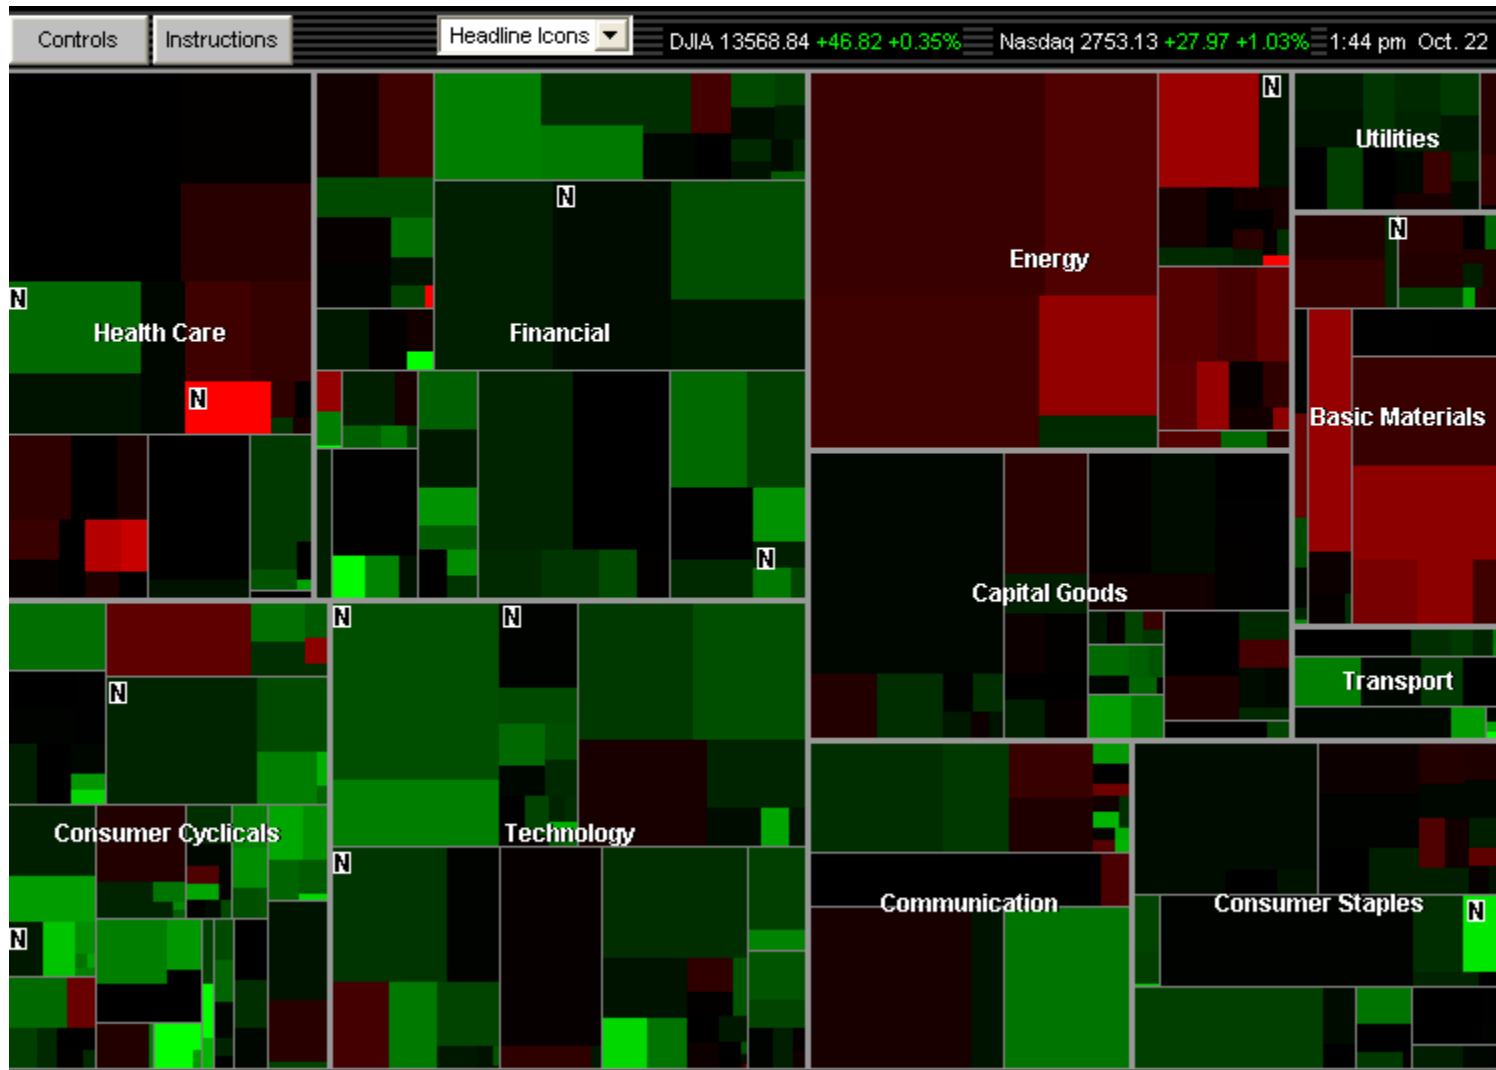 Controls Instructions Headline Icons DJIA 13568.84 +46.82 +0.35% Nasdaq 2753.13 +27.97 +1.03% 1:44 pm Oct. 22
N
Utilities
N
N
Energy
N
Health Care
Financial
N
Basic Materials
N
Capital Goods
N
N
Transport
N
Consumer Cyclicals
Technology
N
Communication
Consumer Staples
N
N